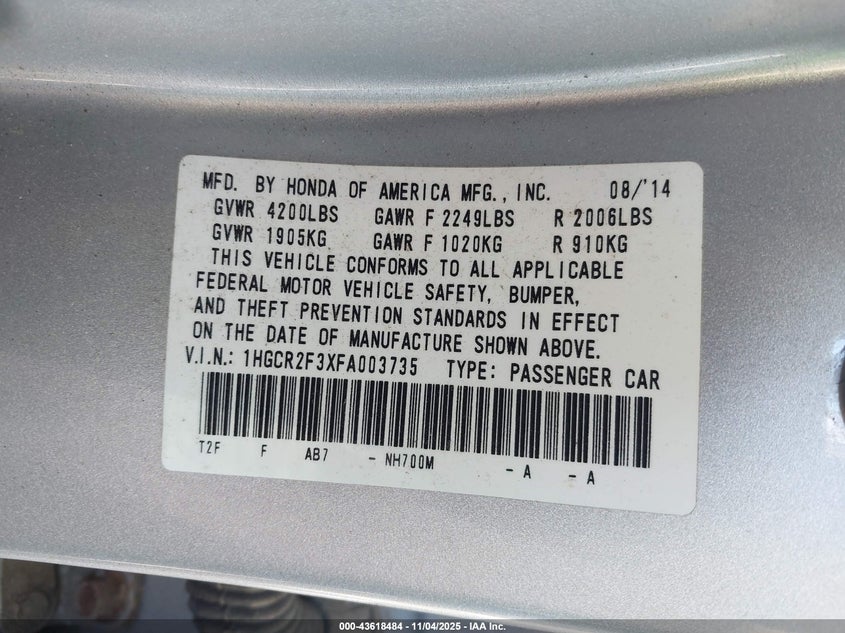 MFD. BY HONDA OF AMERICA MFG., INC. 08/'14
GVWR 4200LBS GAWR F 2249LBS R 2006LBS
GVWR 1905KG GAWR F 1020KG R 910KG
THIS VEHICLE CONFORMS TO ALL APPLICABLE
FEDERAL MOTOR VEHICLE SAFETY, BUMPER,
AND THEFT PREVENTION STANDARDS IN EFFECT
ON THE DATE OF MANUFACTURE SHOWN ABOVE.
V.I.N.: 1HGCR2F3XFA003735 TYPE: PASSENGER CAR
T2F F AB7 - NH700M - A - A
000-43618484 - 11/04/2025 - IAA Inc.